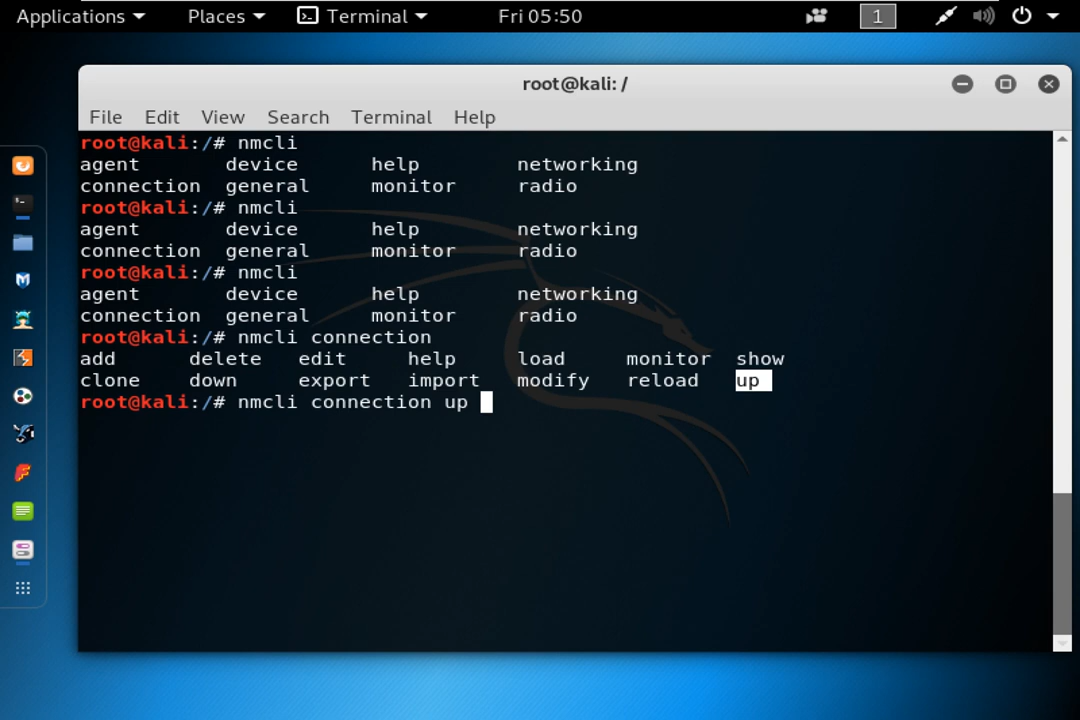 Applications Places Terminal Fri 05:50 1
root@kali: /
File Edit View Search Terminal Help
root@kali:/# nmcli
agent device help networking
connection general monitor radio
root@kali:/# nmcli
agent device help networking
connection general monitor radio
root@kali:/# nmcli
agent device help networking
connection general monitor radio
root@kali:/# nmcli connection
add delete edit help load monitor show
clone down export import modify reload up
root@kali:/# nmcli connection up